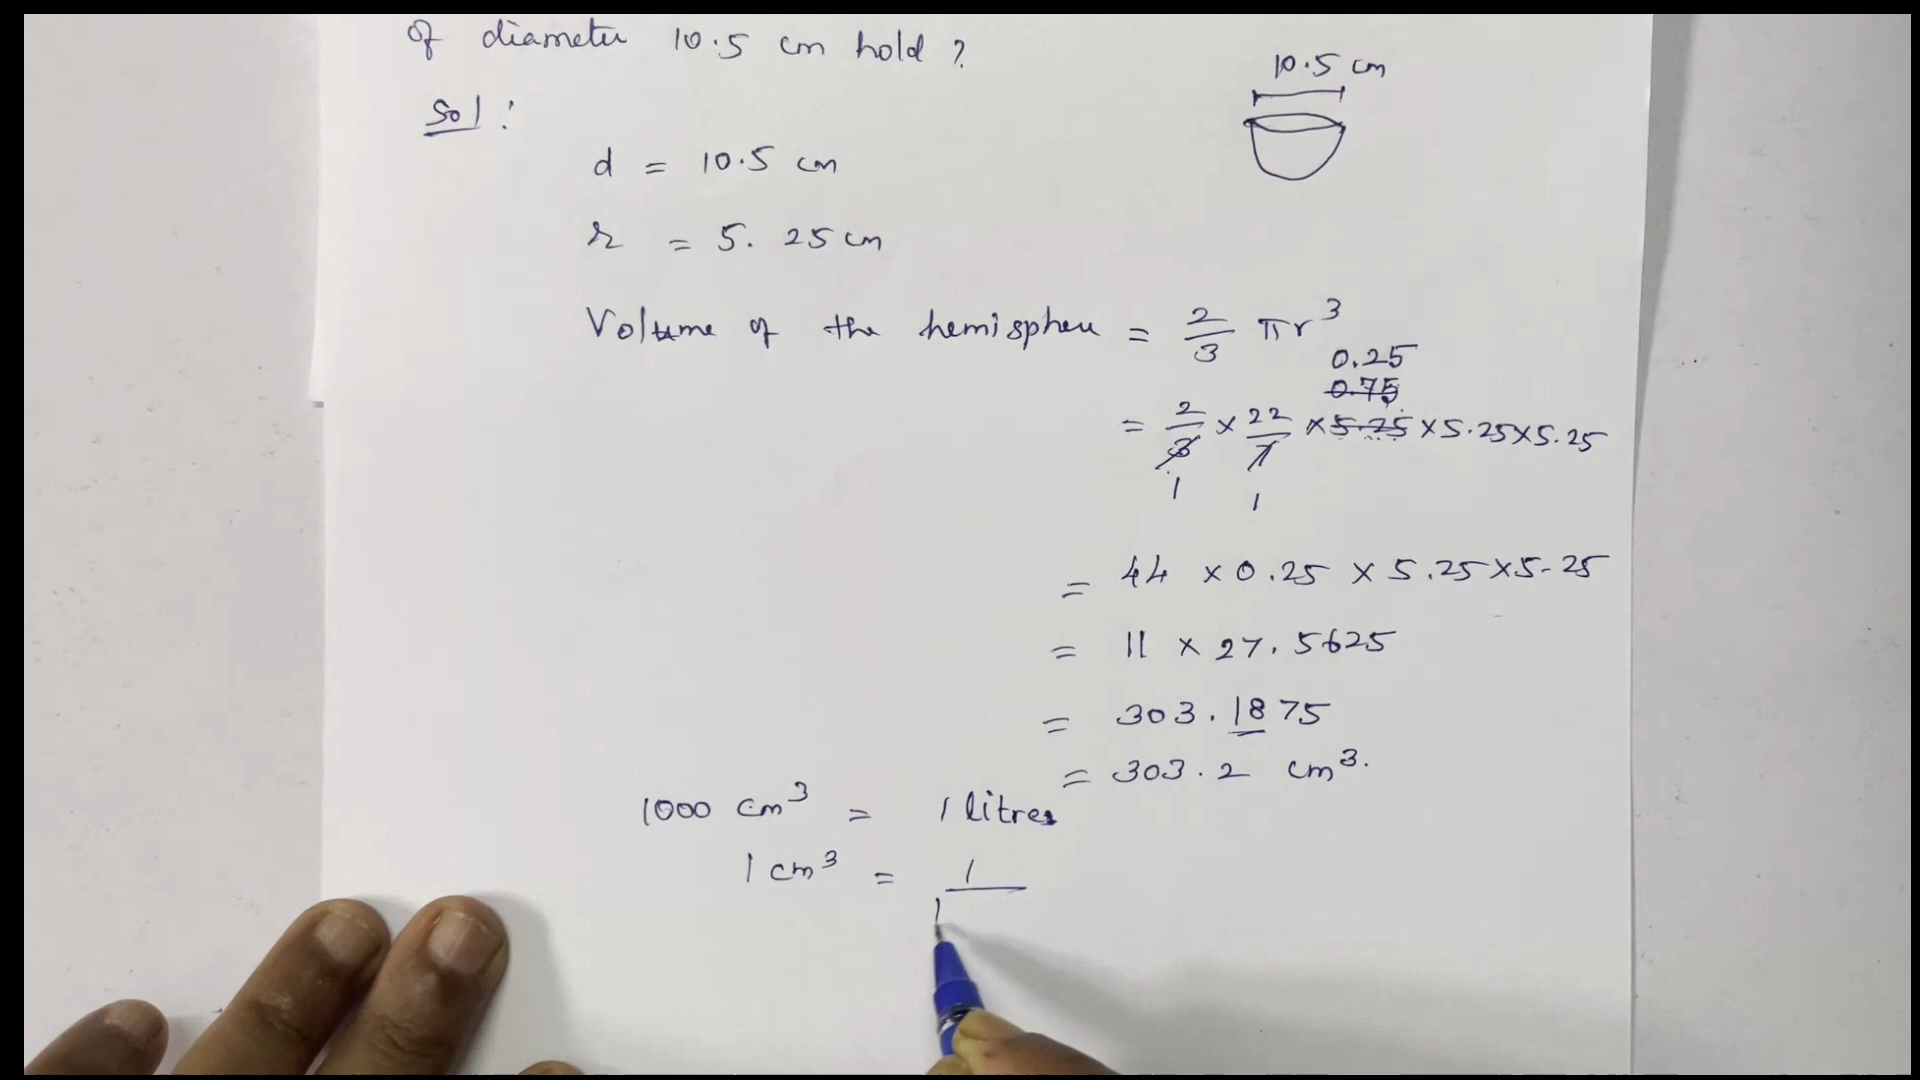 of diameter 10.5 cm hold ?
10.5 cm
Sol :
d = 10.5 cm
r = 5. 25 cm
Volume of the hemisphere = 2/3 πr³
0.25
0.75
= 2/3 × 22/7 × 5.25 × 5.25 × 5.25
1 1
= 44 × 0.25 × 5.25 × 5.25
= 11 × 27.5625
= 303.1875
= 303.2 cm³.
1000 cm³ = 1 litres
1 cm³ = 1/1